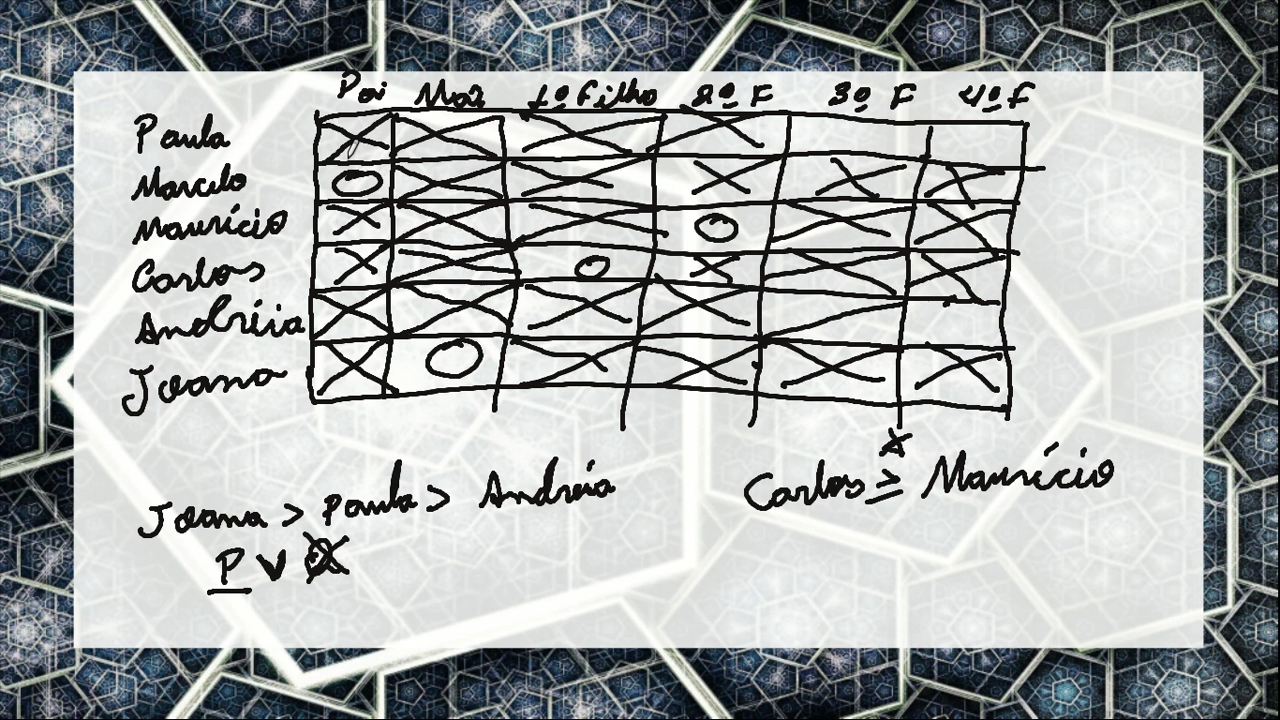 Pai Mãe 1º Filho 2º F 3º F 4º F
Paula
Marcelo
Maurício
Carlos
Andréia
Joana
Joana > Paula > Andréia
Carlos ≥ Maurício
P V